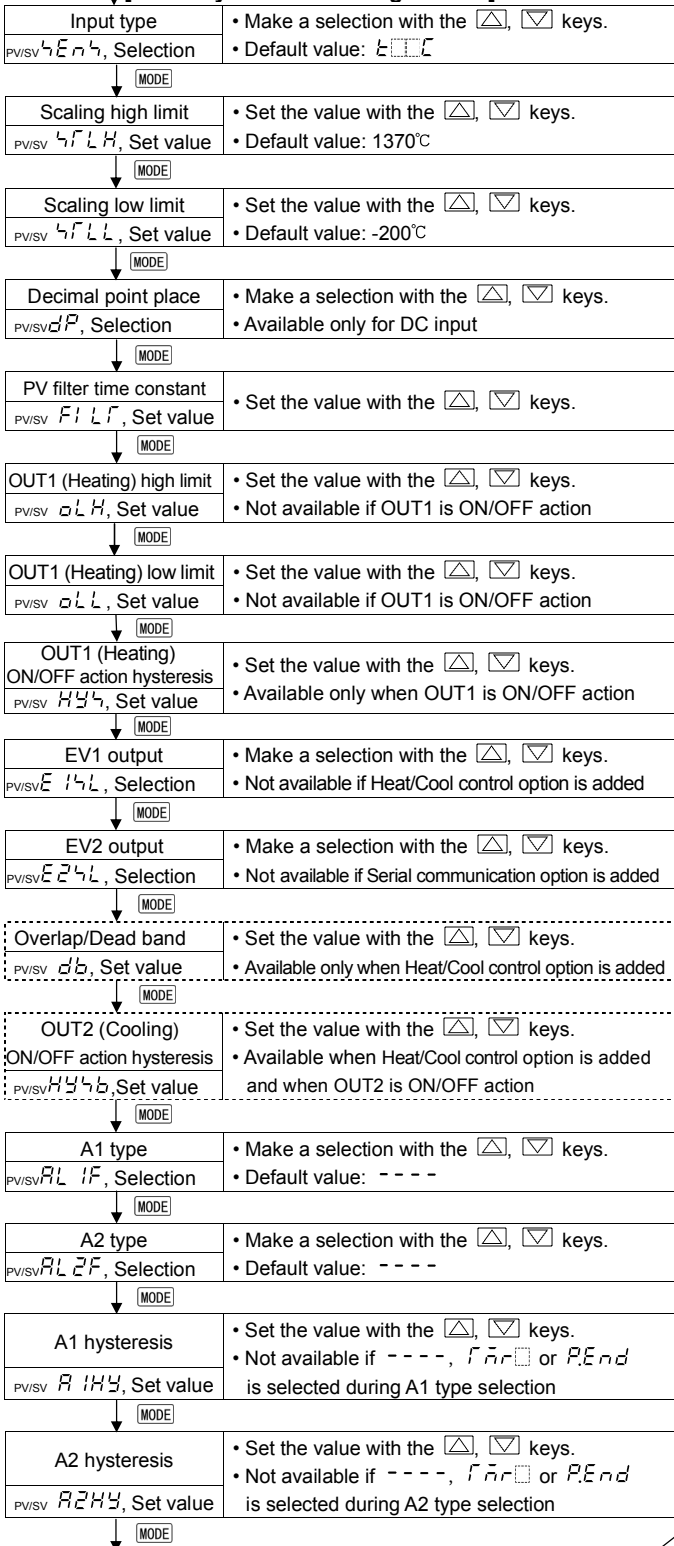 Input type
• Make a selection with the △, ▽ keys.
PV/SV SEnS, Selection
• Default value: k□□C
MODE
Scaling high limit
• Set the value with the △, ▽ keys.
PV/SV STLH, Set value
• Default value: 1370℃
MODE
Scaling low limit
• Set the value with the △, ▽ keys.
PV/SV STLL, Set value
• Default value: -200℃
MODE
Decimal point place
• Make a selection with the △, ▽ keys.
PV/SV dP, Selection
• Available only for DC input
MODE
PV filter time constant
• Set the value with the △, ▽ keys.
PV/SV FILT, Set value
MODE
OUT1 (Heating) high limit
• Set the value with the △, ▽ keys.
PV/SV oLH, Set value
• Not available if OUT1 is ON/OFF action
MODE
OUT1 (Heating) low limit
• Set the value with the △, ▽ keys.
PV/SV oLL, Set value
• Not available if OUT1 is ON/OFF action
MODE
OUT1 (Heating)
ON/OFF action hysteresis
• Set the value with the △, ▽ keys.
PV/SV HYS, Set value
• Available only when OUT1 is ON/OFF action
MODE
EV1 output
• Make a selection with the △, ▽ keys.
PV/SV E1SL, Selection
• Not available if Heat/Cool control option is added
MODE
EV2 output
• Make a selection with the △, ▽ keys.
PV/SV E2SL, Selection
• Not available if Serial communication option is added
MODE
Overlap/Dead band
• Set the value with the △, ▽ keys.
PV/SV db, Set value
• Available only when Heat/Cool control option is added
MODE
OUT2 (Cooling)
• Set the value with the △, ▽ keys.
ON/OFF action hysteresis
• Available when Heat/Cool control option is added
PV/SV HYSb,Set value
and when OUT2 is ON/OFF action
MODE
A1 type
• Make a selection with the △, ▽ keys.
PV/SV AL1F, Selection
• Default value: ----
MODE
A2 type
• Make a selection with the △, ▽ keys.
PV/SV AL2F, Selection
• Default value: ----
MODE
A1 hysteresis
• Set the value with the △, ▽ keys.
• Not available if ----, Tmr□ or P.End
PV/SV A1HY, Set value
is selected during A1 type selection
MODE
A2 hysteresis
• Set the value with the △, ▽ keys.
• Not available if ----, Tmr□ or P.End
PV/SV A2HY, Set value
is selected during A2 type selection
MODE